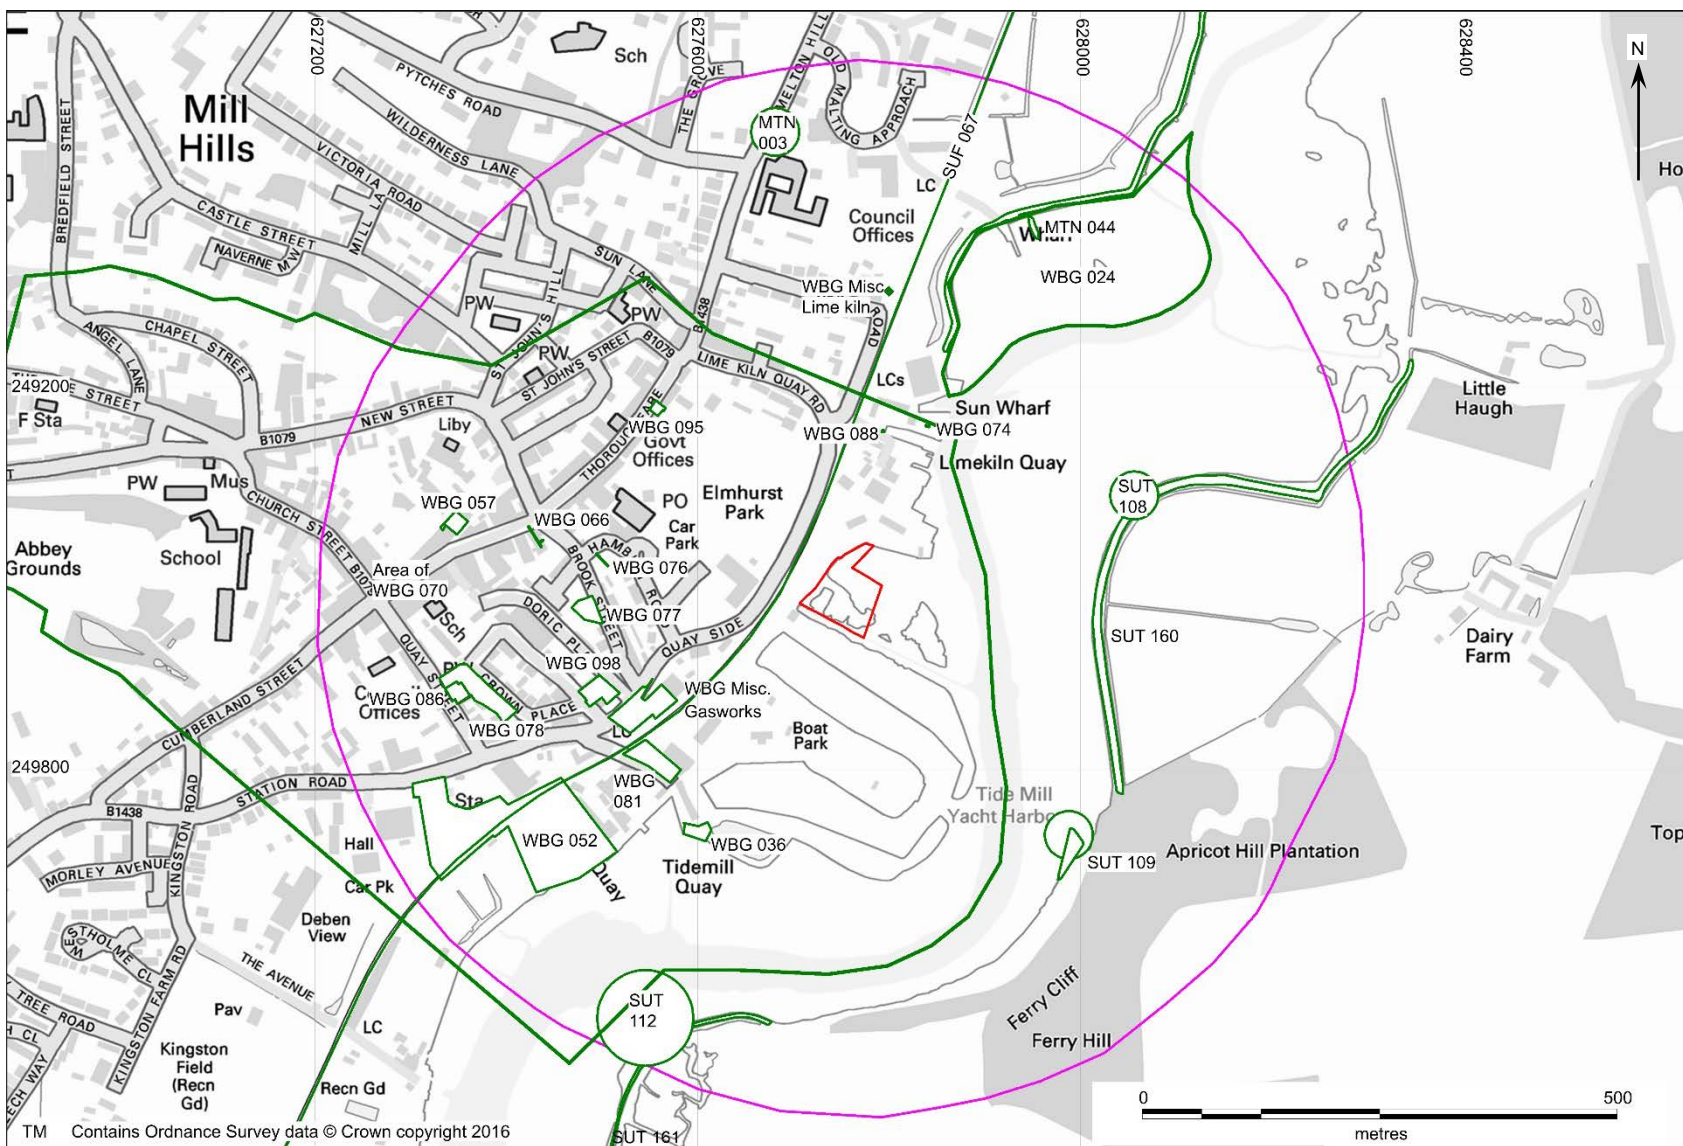 627200
627600
628000
628400
N
Sch
PYTCHES ROAD
THE GROVE
MELTON HILL
OLD MALTING APPROACH
MTN
003
SUF 067
LC
Mill
Hills
WILDERNESS LANE
VICTORIA ROAD
BREDFIELD STREET
CASTLE STREET
MILL LA
NAVERNE MW
Council
Offices
MTN 044
WBG 024
SUN LANE
ST JOHN'S HILL
PW
PW
PW
B1438
WBG Misc
Lime kiln
ROAD
CHAPEL STREET
ANGEL LANE
ST JOHN'S STREET
B1079
LIME KILN QUAY RD
LCs
249200
STREET
F Sta
NEW STREET
B1079
THOROUGHFARE
WBG 095
Govt
Offices
Sun Wharf
WBG 088
WBG 074
Limekiln Quay
Little
Haugh
Liby
PW
Mus
CHURCH STREET
WBG 057
WBG 066
PO
Elmhurst
Park
Car
Park
SUT
108
School
Abbey
Grounds
Area of
WBG 070
BROOK STREET
WBG 076
WBG 077
Sch
DORIC PL
QUAY SIDE
SUT 160
Dairy
Farm
QUAY STREET
CUMBERLAND STREET
WBG 098
WBG 086
Offices
CROWN PLACE
WBG 078
WBG Misc.
Gasworks
Boat
Park
249800
STATION ROAD
B1438
KINGSTON ROAD
Sta
WBG
081
Tide Mill
Yacht Harbo
Hall
WBG 052
WBG 036
SUT 109
Apricot Hill Plantation
Top
MORLEY AVENUE
Car Pk
Tidemill
Quay
Quay
Deben
View
THE AVENUE
KINGSTON FARM RD
Pav
LC
SUT
112
Ferry Cliff
Ferry Hill
TREE ROAD
Kingston
Field
(Recn
Gd)
Recn Gd
SUT 161
Ho
0
500
metres
TM Contains Ordnance Survey data © Crown copyright 2016